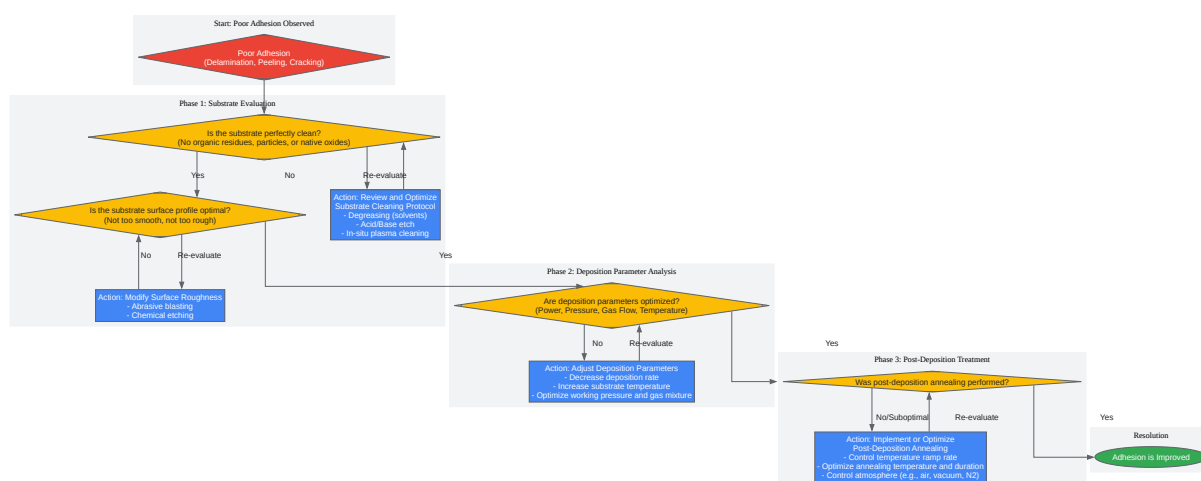 Start: Poor Adhesion Observed
Poor Adhesion
(Delamination, Peeling, Cracking)
Phase 1: Substrate Evaluation
Is the substrate perfectly clean?
(No organic residues, particles, or native oxides)
Yes
No
Re-evaluate
Action: Review and Optimize
Substrate Cleaning Protocol
- Degreasing (solvents)
- Acid/Base etch
- In-situ plasma cleaning
Is the substrate surface profile optimal?
(Not too smooth, not too rough)
No
Re-evaluate
Yes
Action: Modify Surface Roughness
- Abrasive blasting
- Chemical etching
Phase 2: Deposition Parameter Analysis
Are deposition parameters optimized?
(Power, Pressure, Gas Flow, Temperature)
No
Re-evaluate
Yes
Action: Adjust Deposition Parameters
- Decrease deposition rate
- Increase substrate temperature
- Optimize working pressure and gas mixture
Phase 3: Post-Deposition Treatment
Was post-deposition annealing performed?
No/Suboptimal
Re-evaluate
Yes
Action: Implement or Optimize
Post-Deposition Annealing
- Control temperature ramp rate
- Optimize annealing temperature and duration
- Control atmosphere (e.g., air, vacuum, N2)
Resolution
Adhesion is Improved